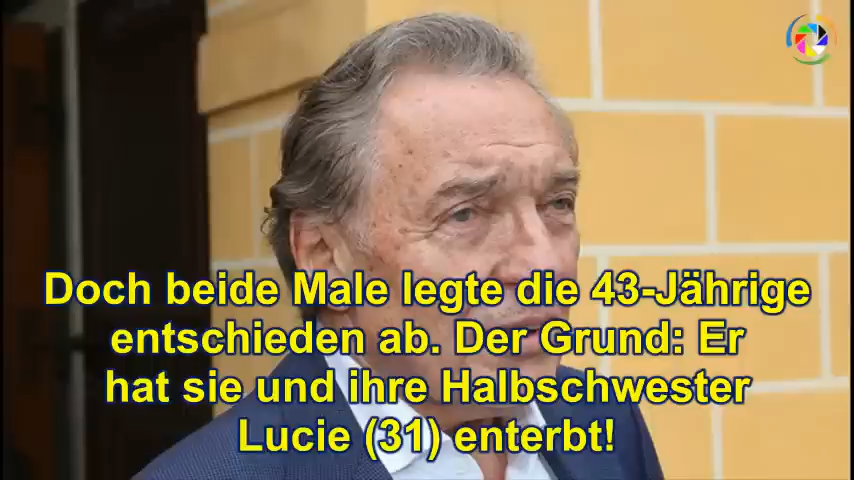 Doch beide Male legte die 43-Jährige
entschieden ab. Der Grund: Er
hat sie und ihre Halbschwester
Lucie (31) enterbt!